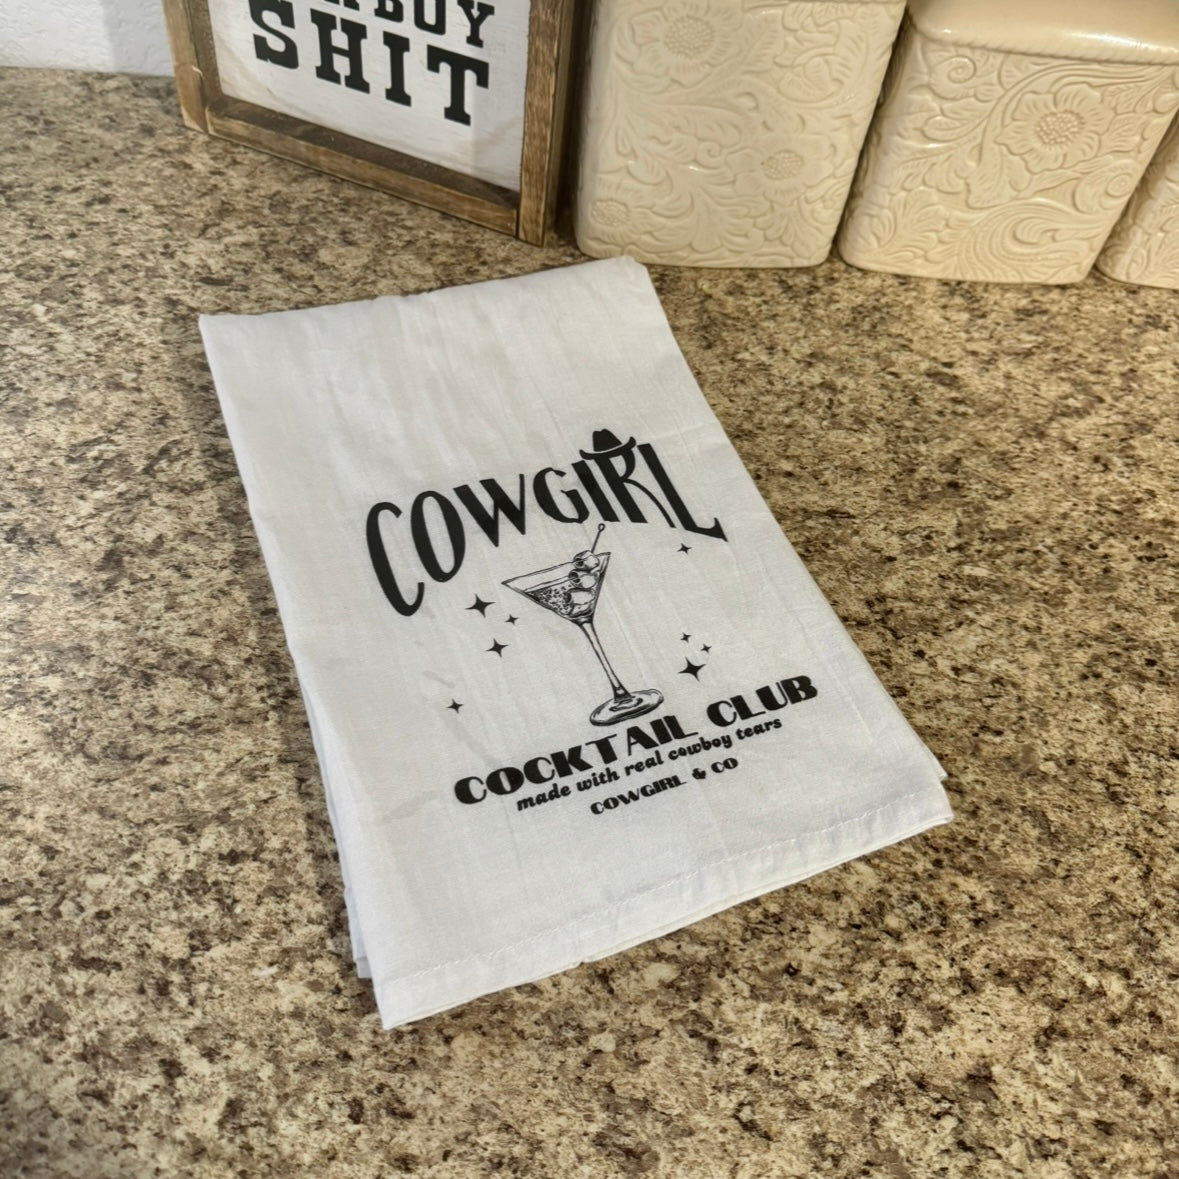 SHIT
COWGIRL
COCKTAIL CLUB
made with real cowboy tears
COWGIRL & CO